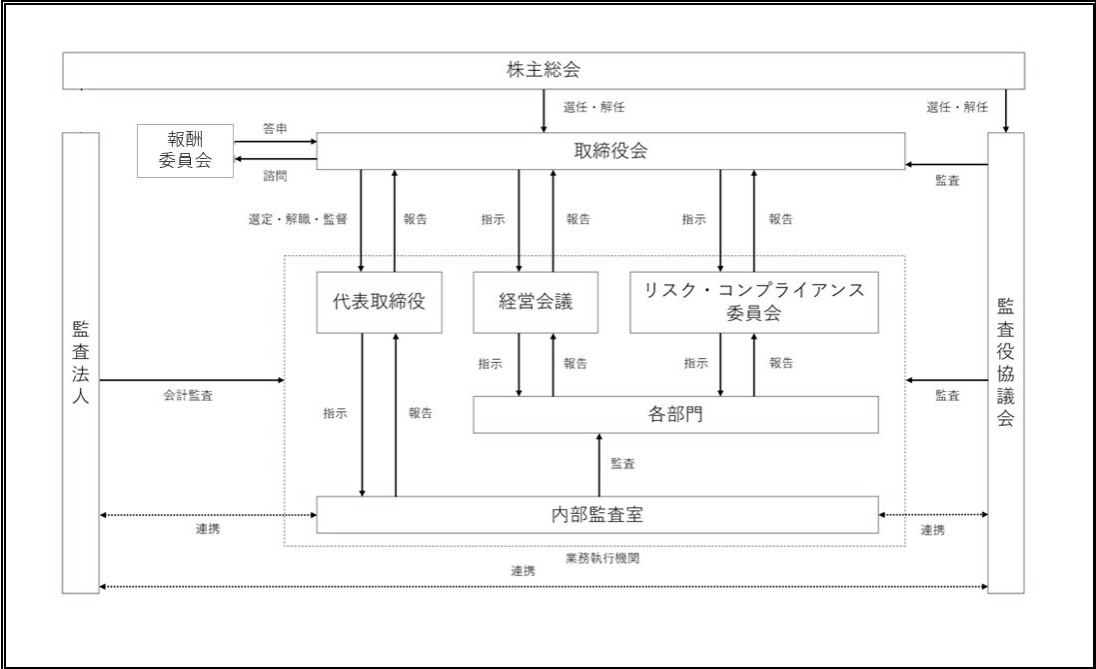 株主総会
選任・解任
選任・解任
報酬
委員会
答申
諮問
取締役会
監査
選定・解職・監督
報告
指示
報告
指示
報告
代表取締役
経営会議
リスク・コンプライアンス
委員会
監査法人
監査役協議会
会計監査
指示
報告
指示
報告
指示
報告
監査
各部門
監査
内部監査室
連携
連携
業務執行機関
連携